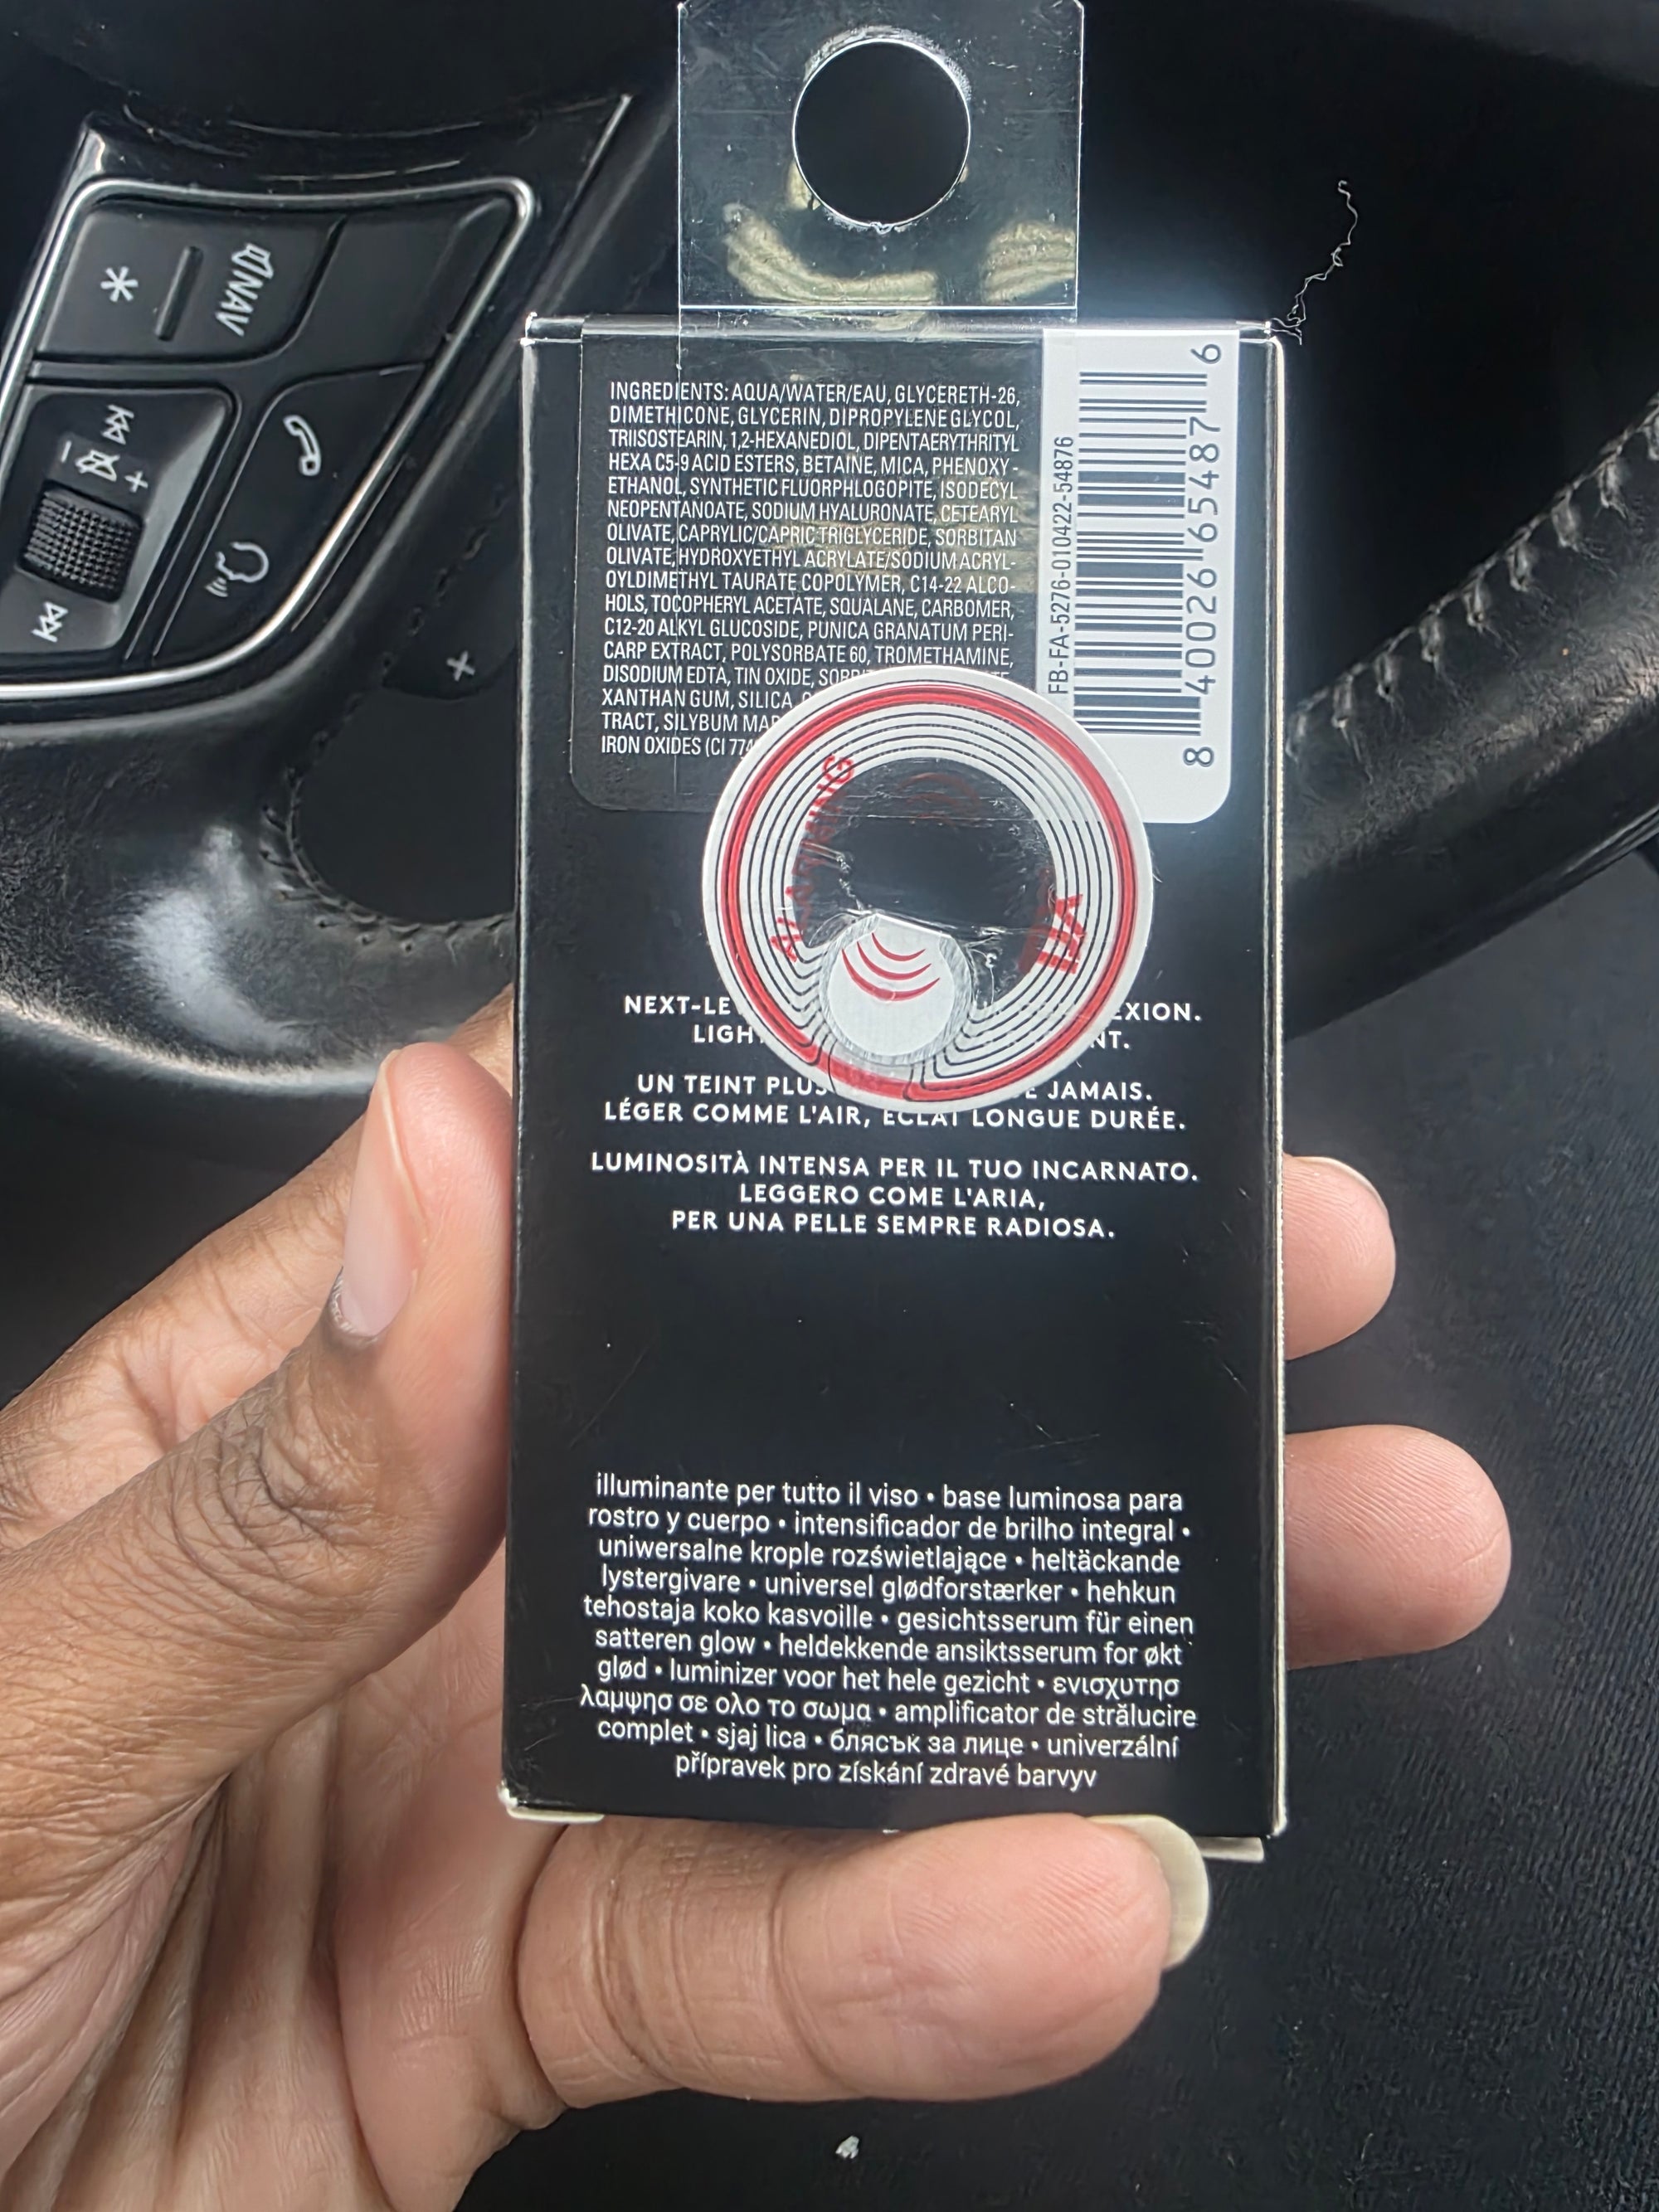 INGREDIENTS: AQUA/WATER/EAU, GLYCERETH-26,
DIMETHICONE, GLYCERIN, DIPROPYLENE GLYCOL,
TRIISOSTEARIN, 1,2-HEXANEDIOL, DIPENTAERYTHRITYL
HEXA C5-9 ACID ESTERS, BETAINE, MICA, PHENOXY-
ETHANOL, SYNTHETIC FLUORPHLOGOPITE, ISODECYL
NEOPENTANOATE, SODIUM HYALURONATE, CETEARYL
OLIVATE, CAPRYLIC/CAPRIC TRIGLYCERIDE, SORBITAN
OLIVATE, HYDROXYETHYL ACRYLATE/SODIUM ACRYL-
OYLDIMETHYL TAURATE COPOLYMER, C14-22 ALCO-
HOLS, TOCOPHERYL ACETATE, SQUALANE, CARBOMER,
C12-20 ALKYL GLUCOSIDE, PUNICA GRANATUM PERI-
CARP EXTRACT, POLYSORBATE 60, TROMETHAMINE,
DISODIUM EDTA, TIN OXIDE,
XANTHAN GUM, SILICA,
TRACT, SILYBUM
IRON OXIDES (CI
FB-FA-5276-010422-54876
8 40026 65487 6
NEXT-LE EXION.
LIGH NT.
UN TEINT PLUS JAMAIS.
LÉGER COMME L'AIR, ÉCLAT LONGUE DURÉE.
LUMINOSITÀ INTENSA PER IL TUO INCARNATO.
LEGGERO COME L'ARIA,
PER UNA PELLE SEMPRE RADIOSA.
illuminante per tutto il viso • base luminosa para
rostro y cuerpo • intensificador de brilho integral •
uniwersalne krople rozświetlające • heltäckande
lystergivare • universel glødforstærker • hehkun
tehostaja koko kasvoille • gesichtsserum für einen
satteren glow • heldekkende ansiktsserum for økt
glød • luminizer voor het hele gezicht • ενισχυτησ
λαμψησ σε ολο το σωμα • amplificator de strălucire
complet • sjaj lica • блясък за лице • univerzální
přípravek pro získání zdravé barvyv
NAV